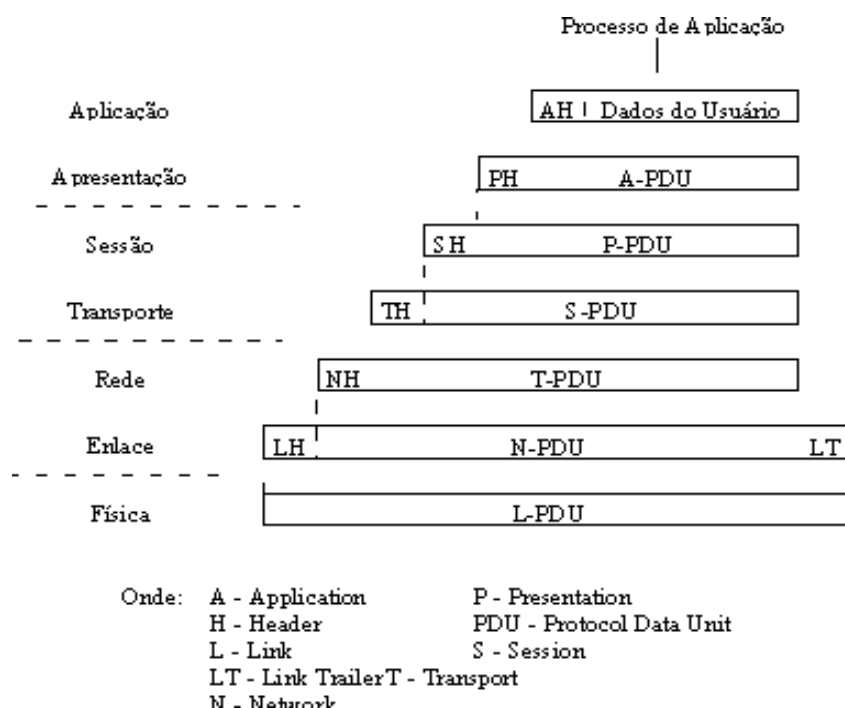 Processo de Aplicação
Aplicação AH Dados do Usuário
Apresentação PH A-PDU
Sessão SH P-PDU
Transporte TH S-PDU
Rede NH T-PDU
Enlace LH N-PDU LT
Física L-PDU
Onde: A - Application P - Presentation
H - Header PDU - Protocol Data Unit
L - Link S - Session
LT - Link Trailer T - Transport
N - Network